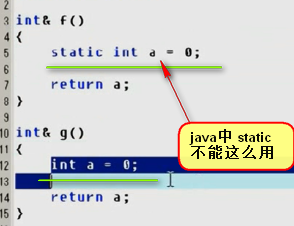 2
3 int& f()
4 {
5 static int a = 0;
6
7 return a;
8 }
9
10 int& g()
11 {
12 int a = 0;
13
14 return a;
15 }
java中 static
不能这么用